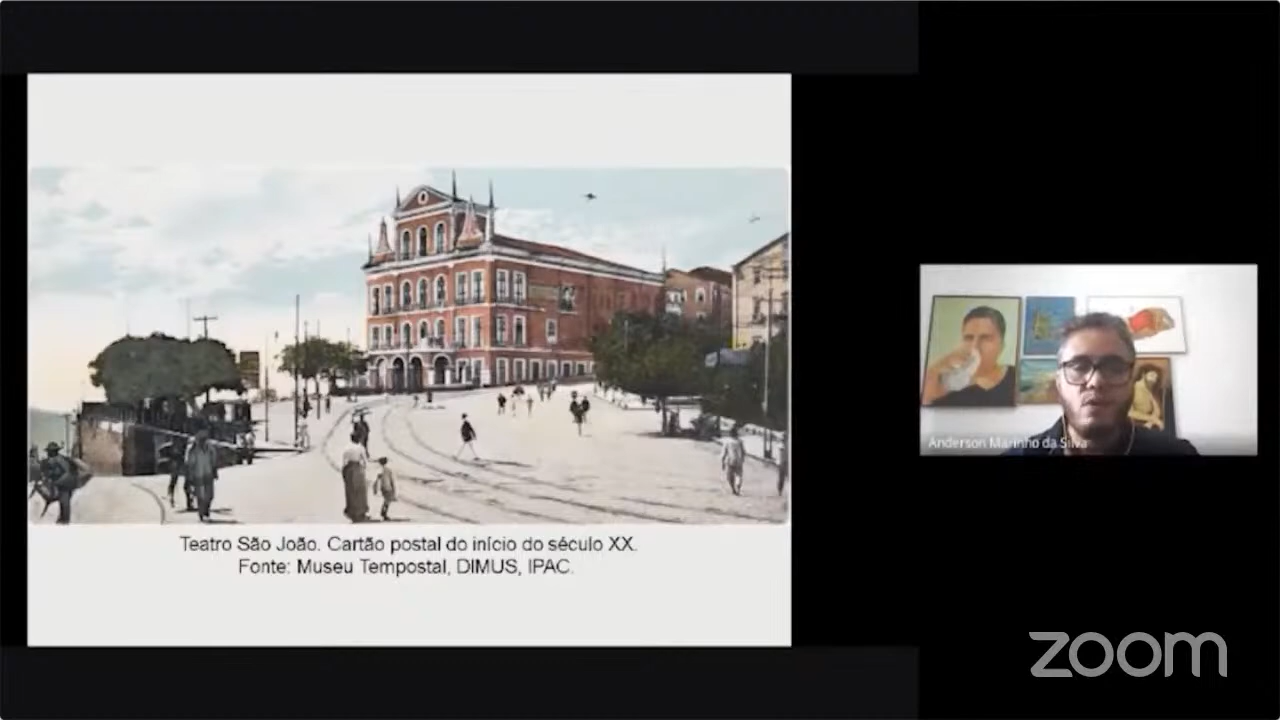 Teatro São João. Cartão postal do início do século XX.
Fonte: Museu Tempostal, DIMUS, IPAC.
Anderson Marinho da Silva
zoom